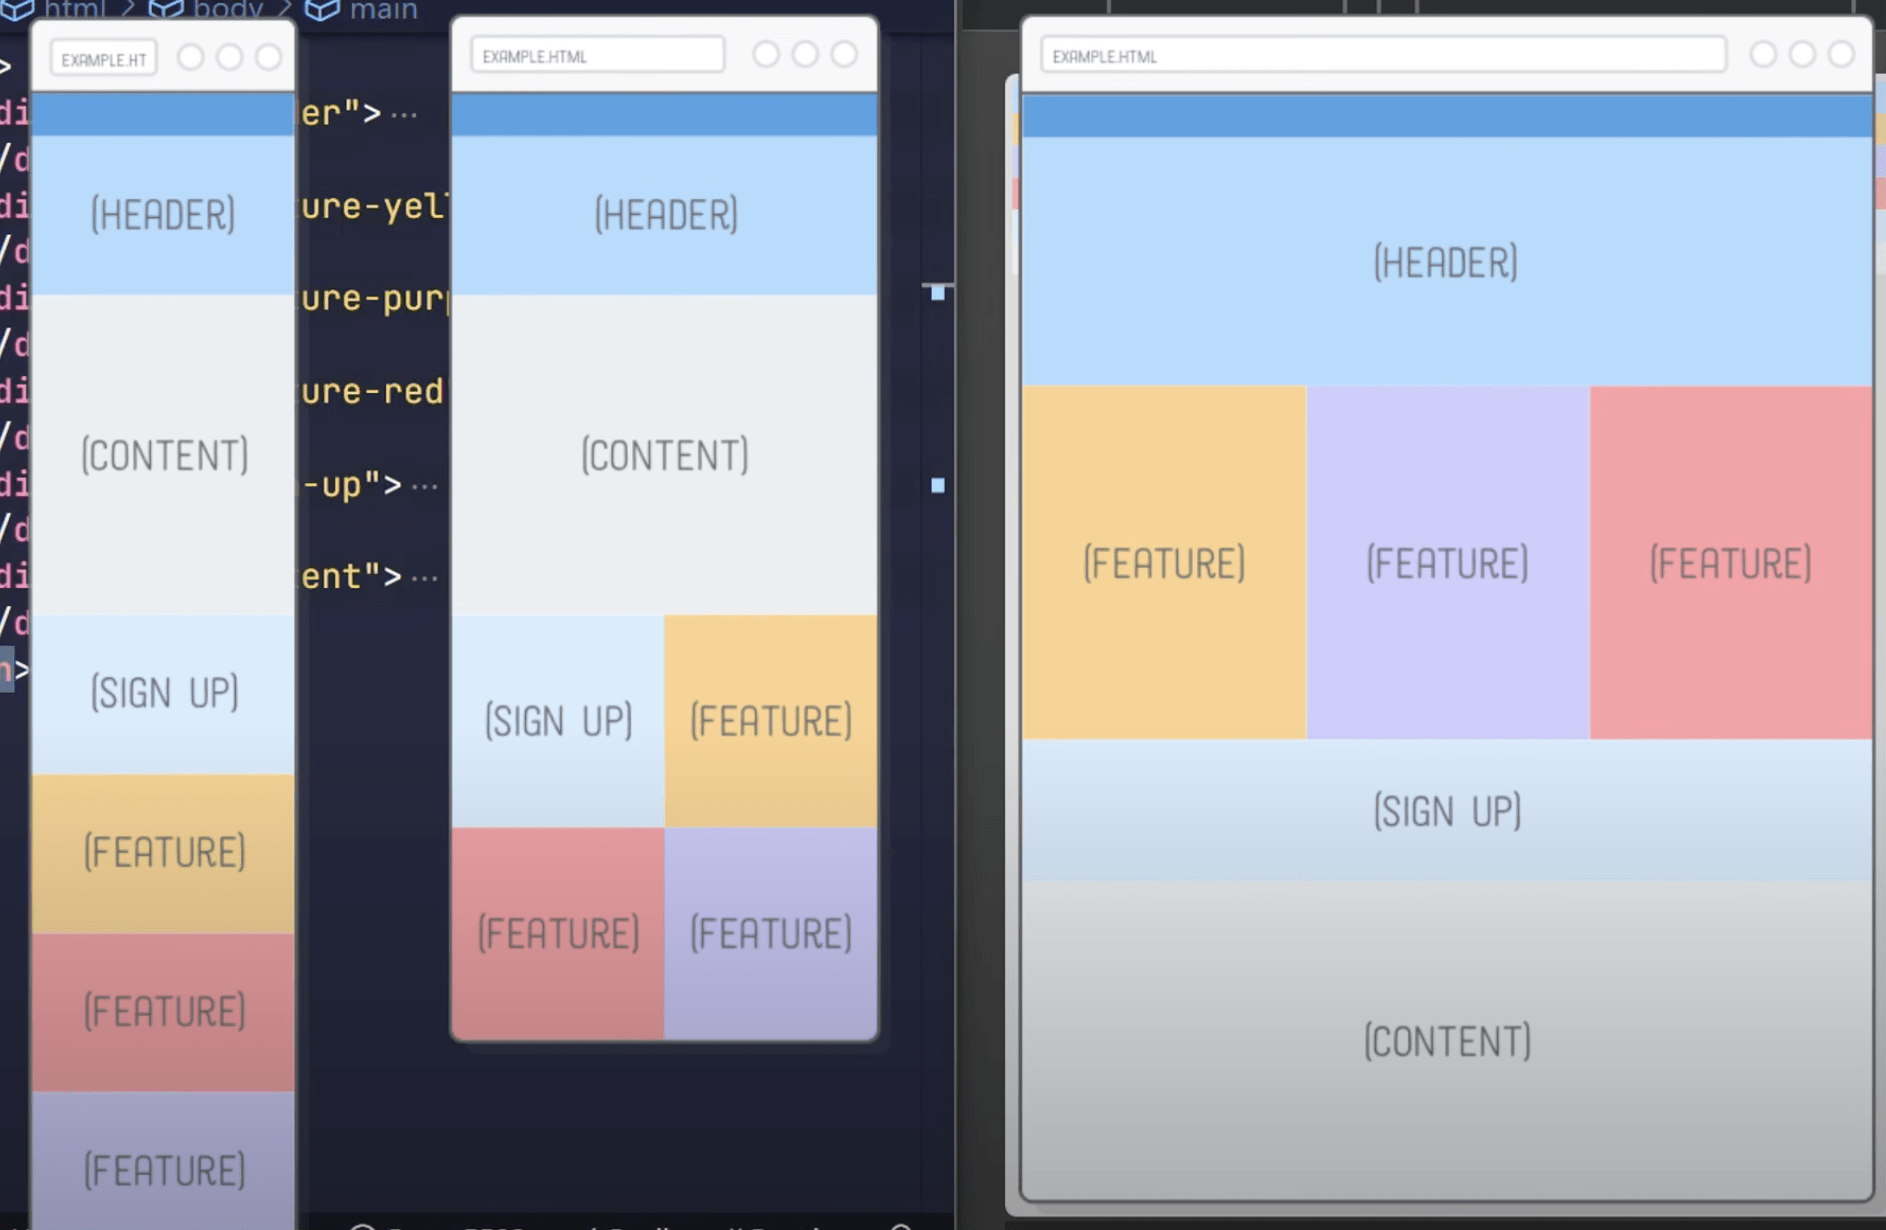 html > body > main
EXAMPLE.HT
(HEADER)
(CONTENT)
(SIGN UP)
(FEATURE)
(FEATURE)
(FEATURE)
>
di
/d
di
/d
di
/d
di
/d
di
/d
di
/d
>
er"> ...
ure-yel
ure-pur
ure-red
-up"> ...
ent"> ...
EXAMPLE.HTML
(HEADER)
(CONTENT)
(SIGN UP) (FEATURE)
(FEATURE) (FEATURE)
EXAMPLE.HTML
(HEADER)
(FEATURE) (FEATURE) (FEATURE)
(SIGN UP)
(CONTENT)